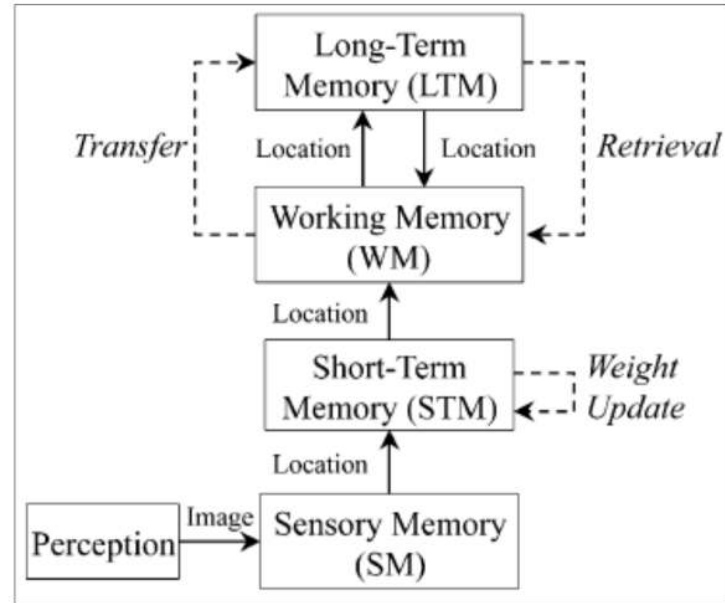 Long-Term
Memory (LTM)
Transfer
Location
Location
Retrieval
Working Memory
(WM)
Location
Short-Term
Memory (STM)
Weight
Update
Location
Perception
Image
Sensory Memory
(SM)